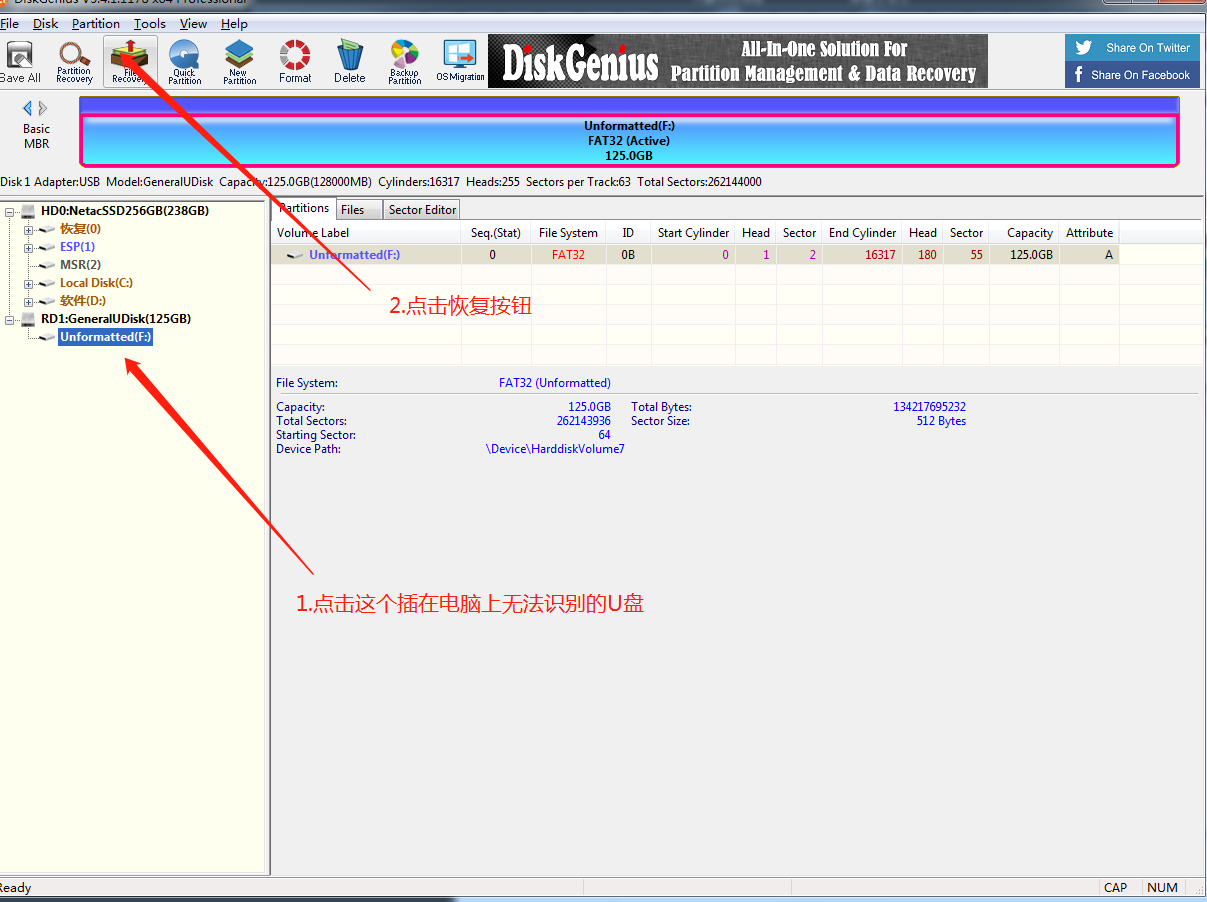 File Disk Partition Tools View Help
Save All
Partition Recovery
Recovery
Quick Partition
New Partition
Format
Delete
Backup Partition
OS Migration
DiskGenius
All-In-One Solution For
Partition Management & Data Recovery
Share On Twitter
Share On Facebook
Basic
MBR
Unformatted(F:)
FAT32 (Active)
125.0GB
Disk 1 Adapter:USB Model:GeneralUDisk Capacity:125.0GB(128000MB) Cylinders:16317 Heads:255 Sectors per Track:63 Total Sectors:262144000
HD0:NetacSSD256GB(238GB)
恢复(0)
ESP(1)
MSR(2)
Local Disk(C:)
软件(D:)
RD1:GeneralUDisk(125GB)
Unformatted(F:)
Partitions Files Sector Editor
Volume Label Seq.(Stat) File System ID Start Cylinder Head Sector End Cylinder Head Sector Capacity Attribute
Unformatted(F:) 0 FAT32 0B 0 1 2 16317 180 55 125.0GB A
2.点击恢复按钮
File System: FAT32 (Unformatted)
Capacity: 125.0GB Total Bytes: 134217695232
Total Sectors: 262143936 Sector Size: 512 Bytes
Starting Sector: 64
Device Path: \Device\HarddiskVolume7
1.点击这个插在电脑上无法识别的U盘
Ready
CAP NUM